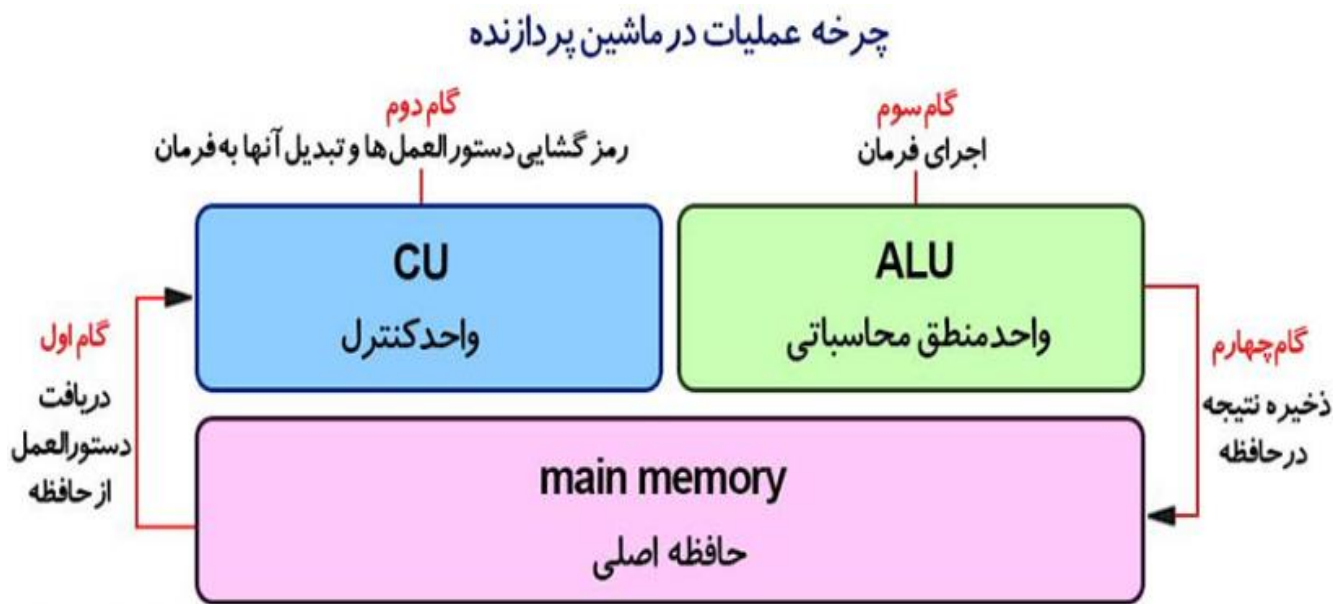 چرخه عملیات در ماشین پردازنده
گام سوم
اجرای فرمان
گام دوم
رمز گشایی دستورالعمل ها و تبدیل آنها به فرمان
ALU
واحد منطق محاسباتی
CU
واحد کنترل
گام چهارم
ذخیره نتیجه
در حافظه
گام اول
دریافت
دستورالعمل
از حافظه
main memory
حافظه اصلی